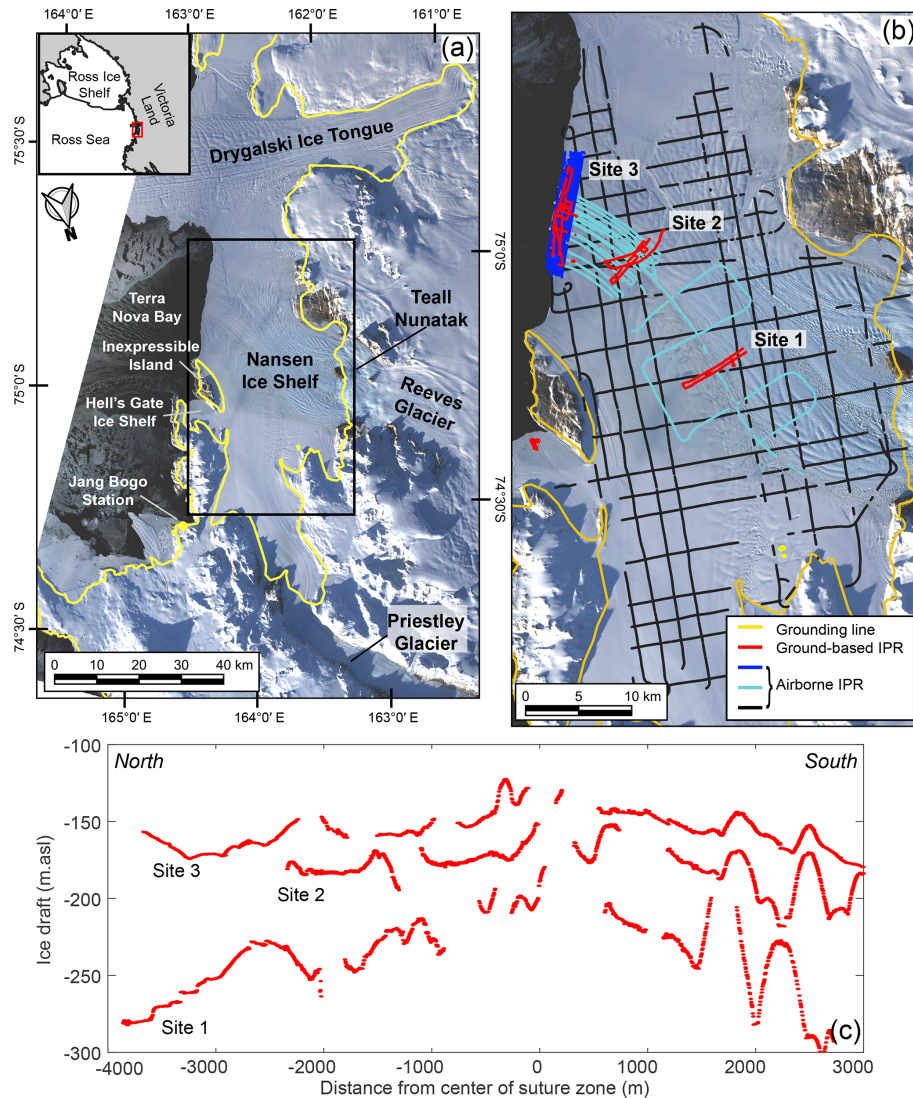 164°0′ E
163°0′ E
162°0′ E
161°0′ E
(a)
Ross Ice
Shelf
Victoria
Land
Ross Sea
N
75°30′S
75°0′S
74°30′S
Drygalski Ice Tongue
Terra
Nova Bay
Inexpressible
Island
Hell's Gate
Ice Shelf
Nansen
Ice Shelf
Teall
Nunatak
Reeves
Glacier
Jang Bogo
Station
Priestley
Glacier
0 10 20 30 40 km
165°0′ E
164°0′ E
163°0′ E
(b)
75°0′S
74°30′S
Site 3
Site 2
Site 1
Grounding line
Ground-based IPR
Airborne IPR
0 5 10 km
-100
-150
-200
-250
-300
Ice draft (m.asl)
North
South
Site 3
Site 2
Site 1
(c)
-4000 -3000 -2000 -1000 0 1000 2000 3000
Distance from center of suture zone (m)